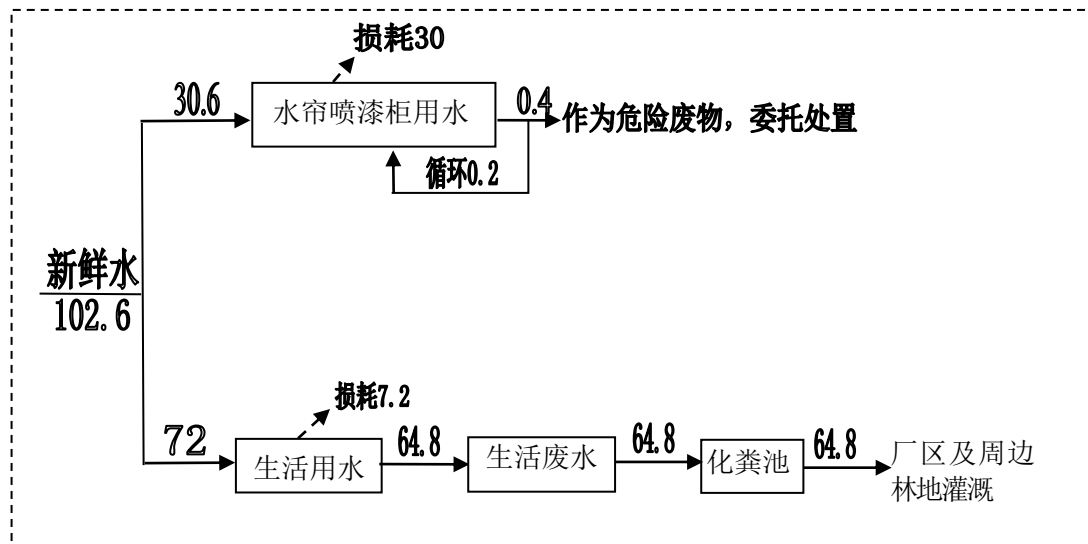 损耗30
30.6
水帘喷漆柜用水
0.4
作为危险废物，委托处置
循环0.2
新鲜水
102.6
损耗7.2
72
生活用水
64.8
生活废水
64.8
化粪池
64.8
厂区及周边
林地灌溉